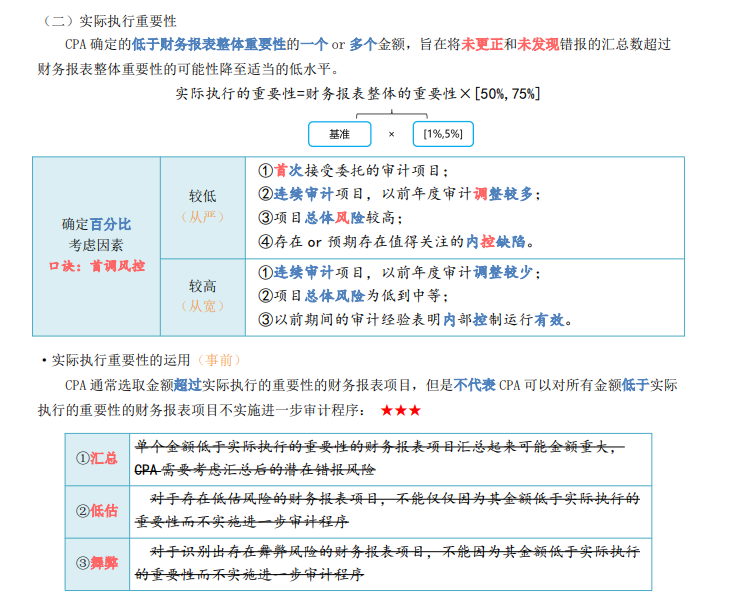 （二）实际执行重要性
CPA 确定的低于财务报表整体重要性的一个 or 多个金额，旨在将未更正和未发现错报的汇总数超过
财务报表整体重要性的可能性降至适当的低水平。
实际执行的重要性=财务报表整体的重要性×[50%,75%]
基准 × [1%,5%]
确定百分比
考虑因素
口诀：首调风控
较低
（从严）
①首次接受委托的审计项目；
②连续审计项目，以前年度审计调整较多；
③项目总体风险较高；
④存在 or 预期存在值得关注的内控缺陷。
较高
（从宽）
①连续审计项目，以前年度审计调整较少；
②项目总体风险为低到中等；
③以前期间的审计经验表明内部控制运行有效。
·实际执行重要性的运用（事前）
CPA 通常选取金额超过实际执行的重要性的财务报表项目，但是不代表 CPA 可以对所有金额低于实际
执行的重要性的财务报表项目不实施进一步审计程序： ★★★
①汇总
单个金额低于实际执行的重要性的财务报表项目汇总起来可能金额重大，
CPA 需要考虑汇总后的潜在错报风险
②低估
对于存在低估风险的财务报表项目，不能仅仅因为其金额低于实际执行的
重要性而不实施进一步审计程序
③舞弊
对于识别出存在舞弊风险的财务报表项目，不能因为其金额低于实际执行
的重要性而不实施进一步审计程序